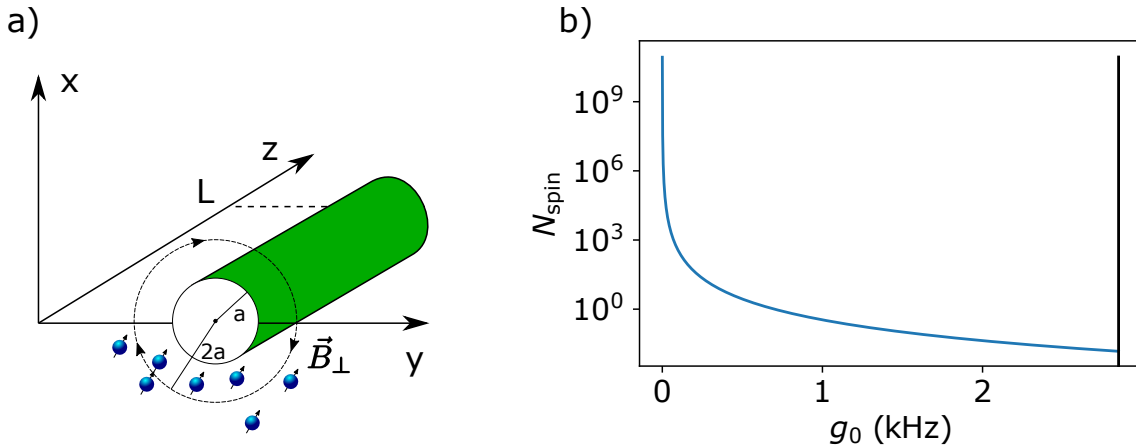 a)
x
z
L
a
2a
y
B⃗⊥
b)
10⁹
10⁶
10³
10⁰
N_spin
0
1
2
g₀ (kHz)